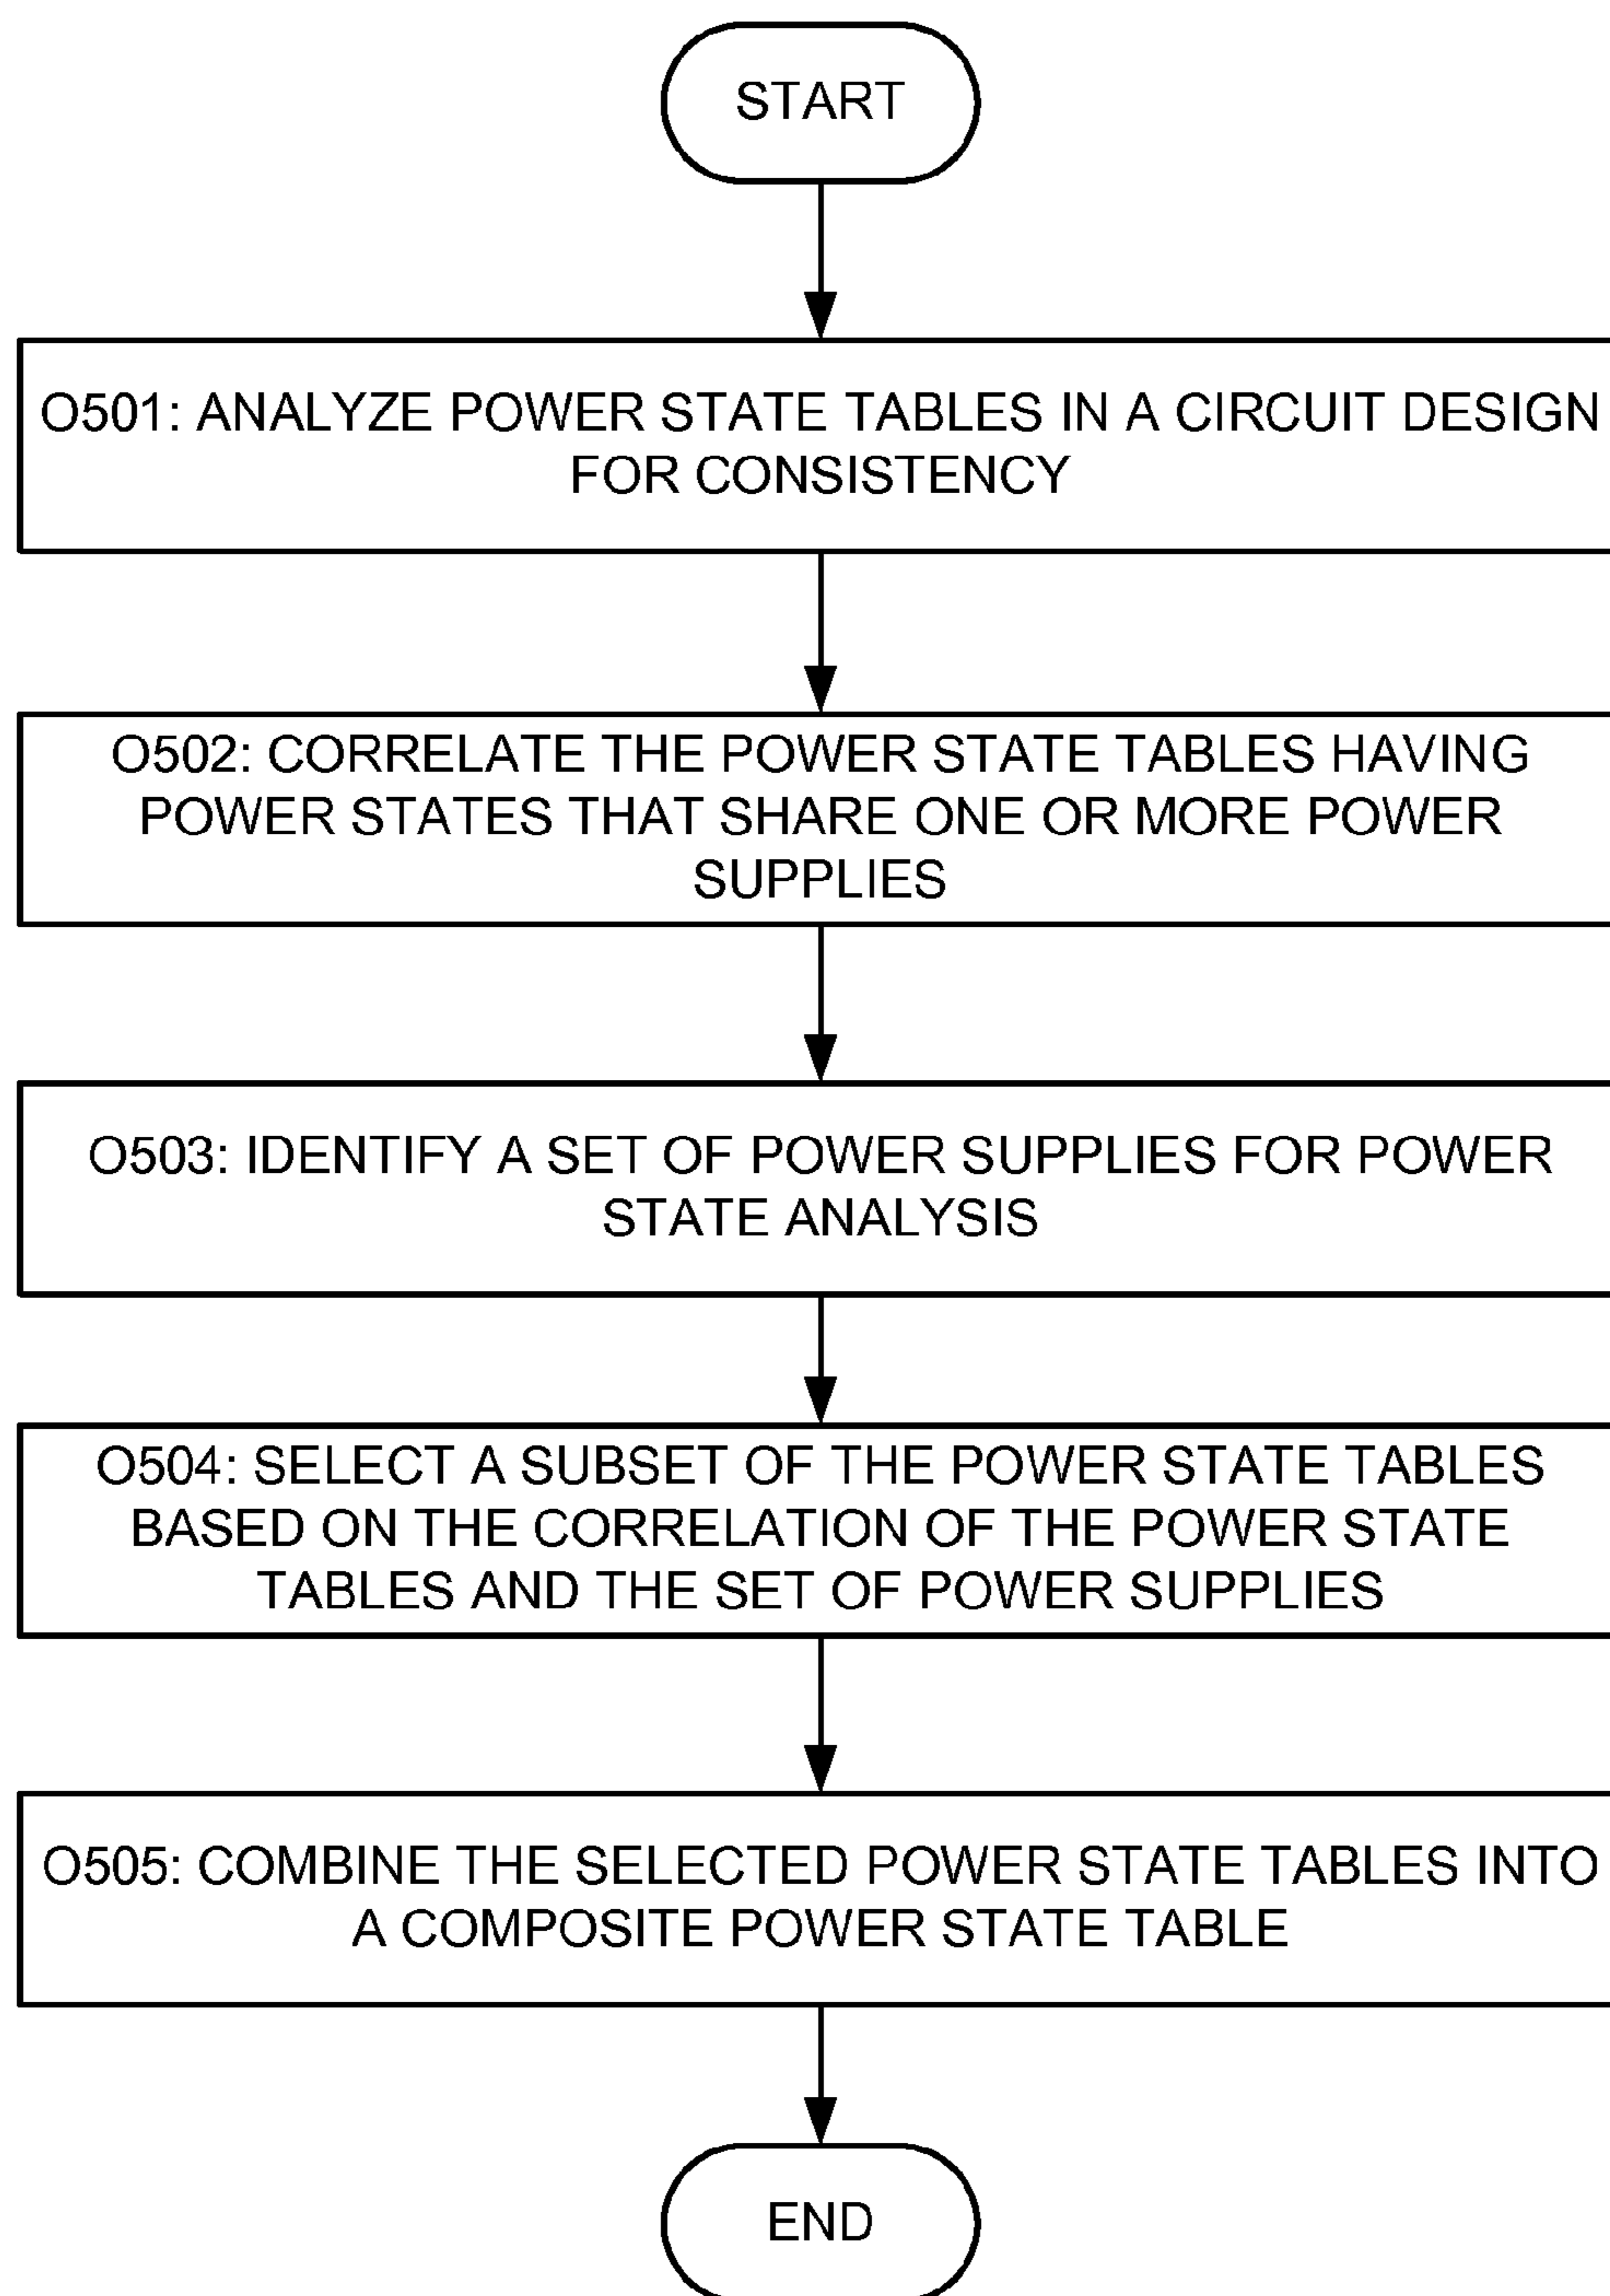 START
O501: ANALYZE POWER STATE TABLES IN A CIRCUIT DESIGN
FOR CONSISTENCY
O502: CORRELATE THE POWER STATE TABLES HAVING
POWER STATES THAT SHARE ONE OR MORE POWER
SUPPLIES
O503: IDENTIFY A SET OF POWER SUPPLIES FOR POWER
STATE ANALYSIS
O504: SELECT A SUBSET OF THE POWER STATE TABLES
BASED ON THE CORRELATION OF THE POWER STATE
TABLES AND THE SET OF POWER SUPPLIES
O505: COMBINE THE SELECTED POWER STATE TABLES INTO
A COMPOSITE POWER STATE TABLE
END